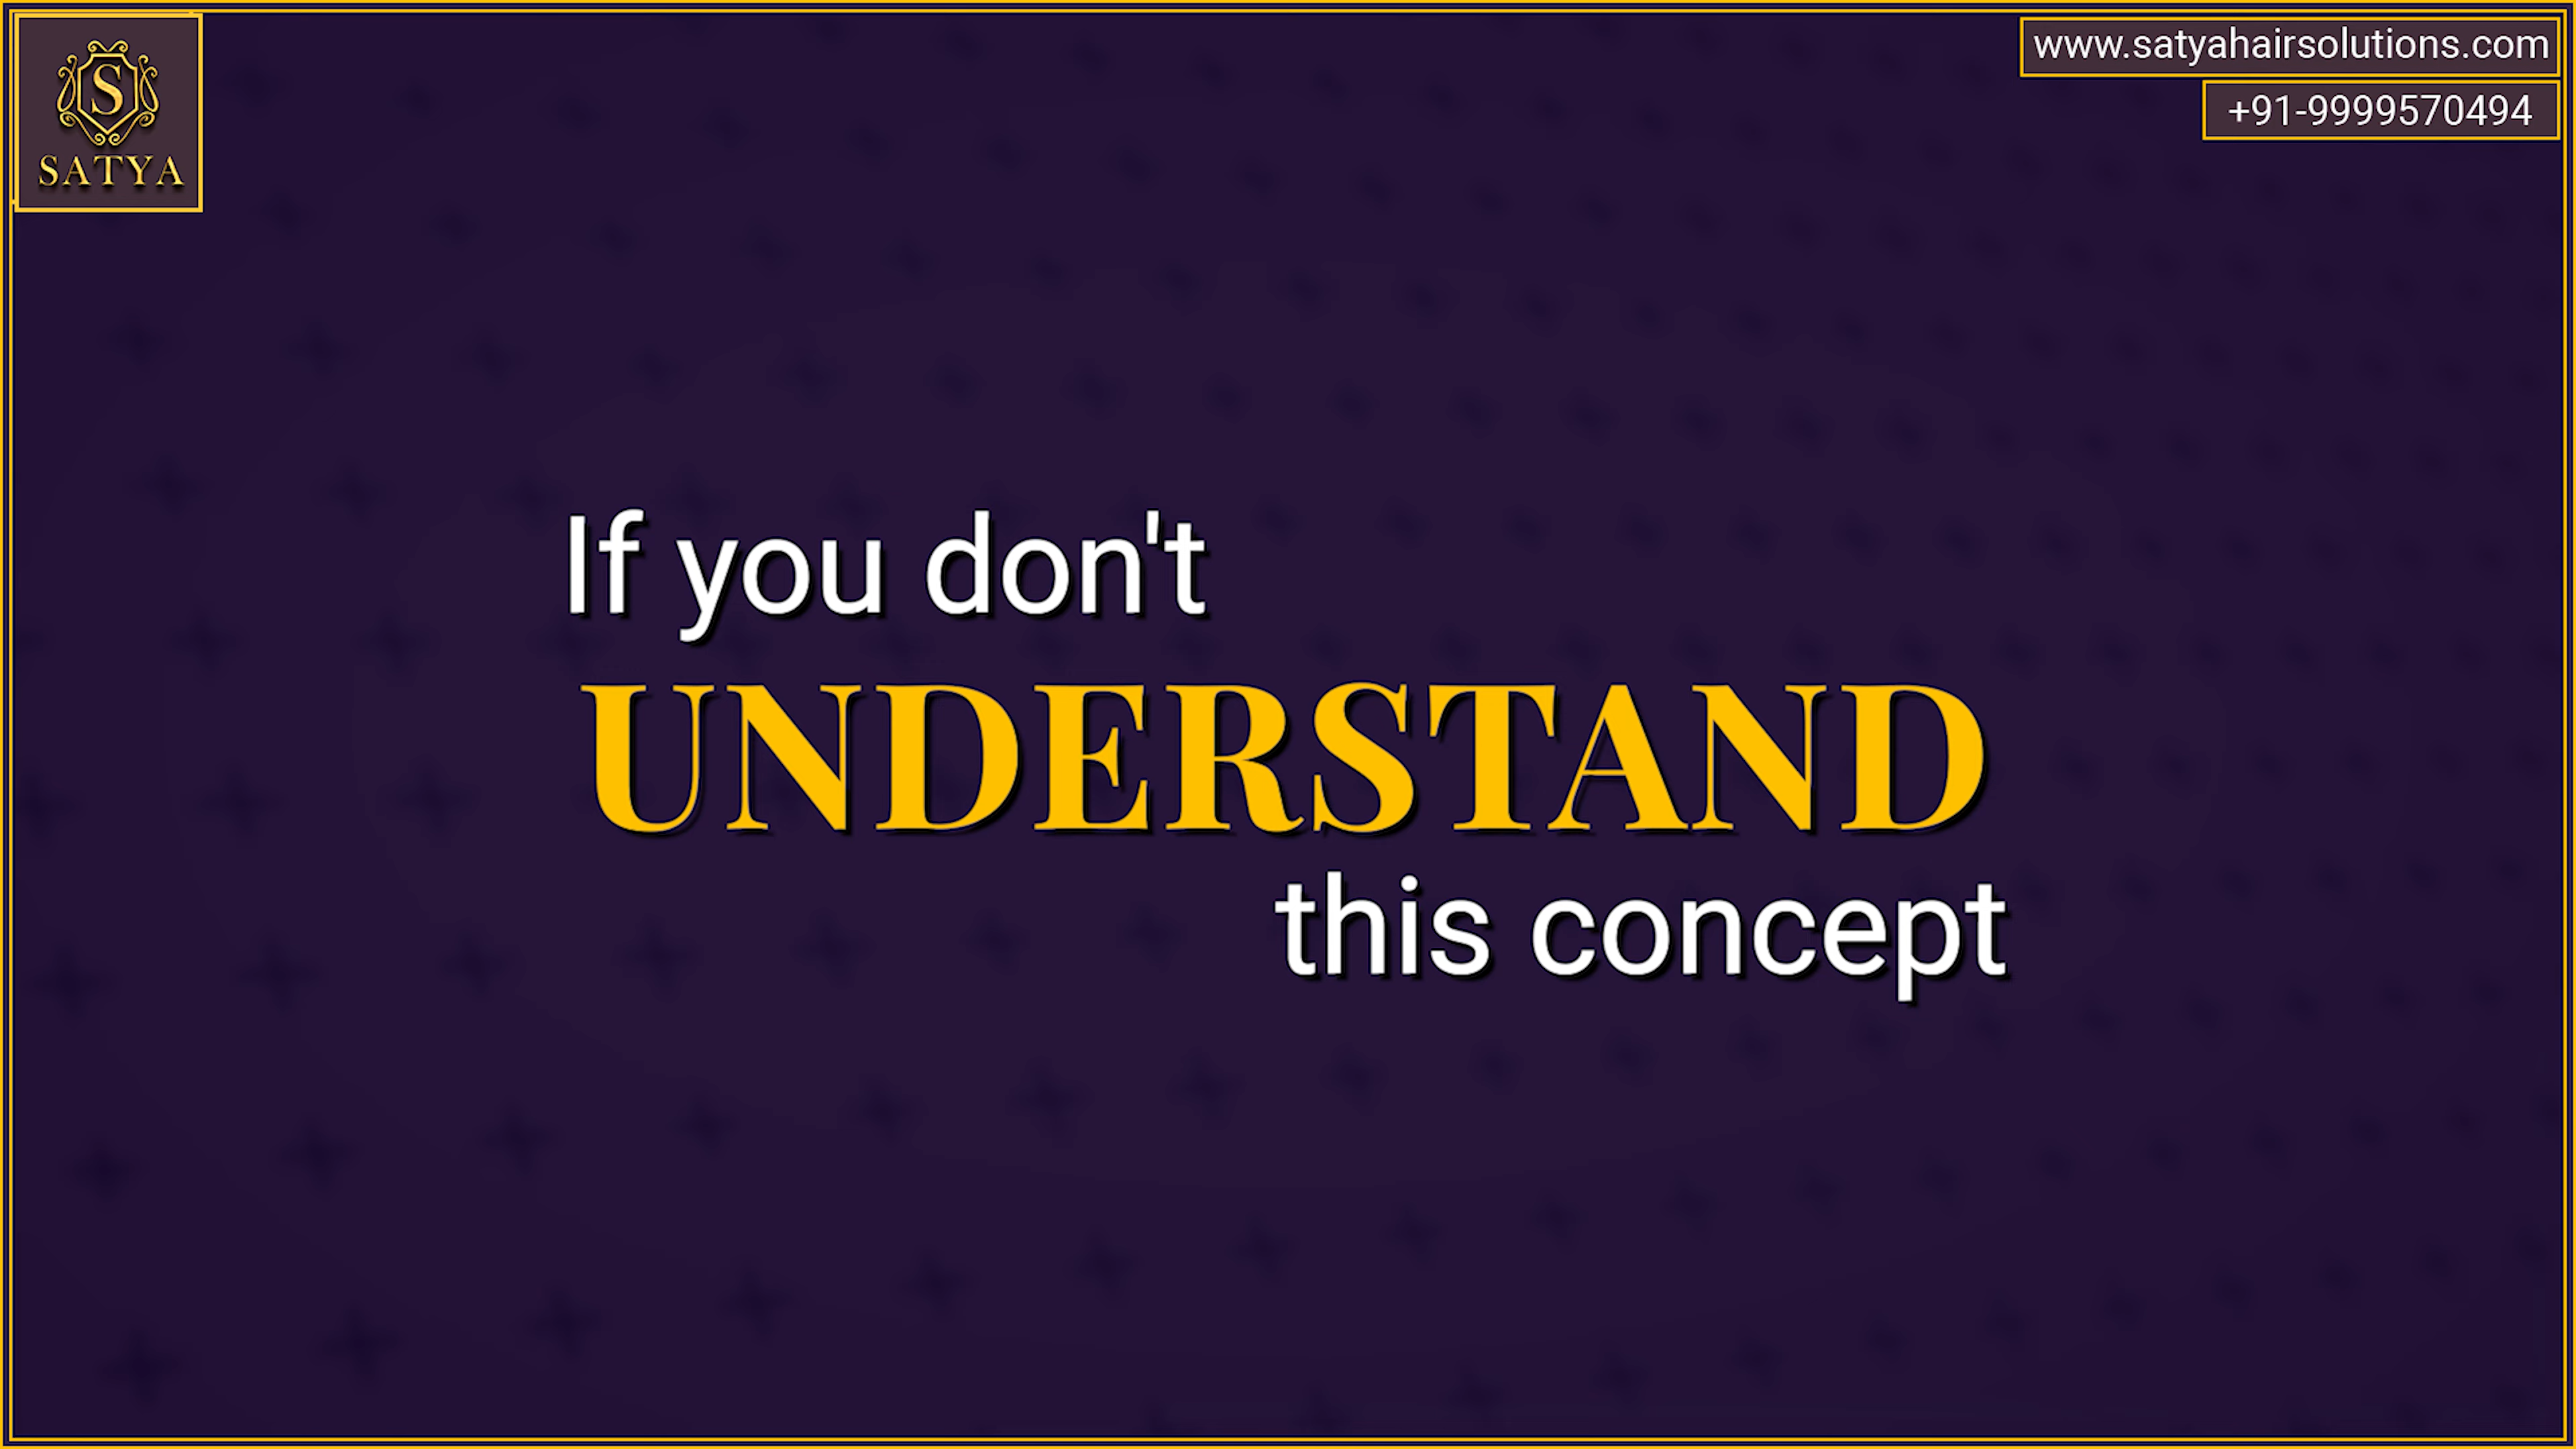 S
SATYA
www.satyahairsolutions.com
+91-9999570494
If you don't
UNDERSTAND
this concept